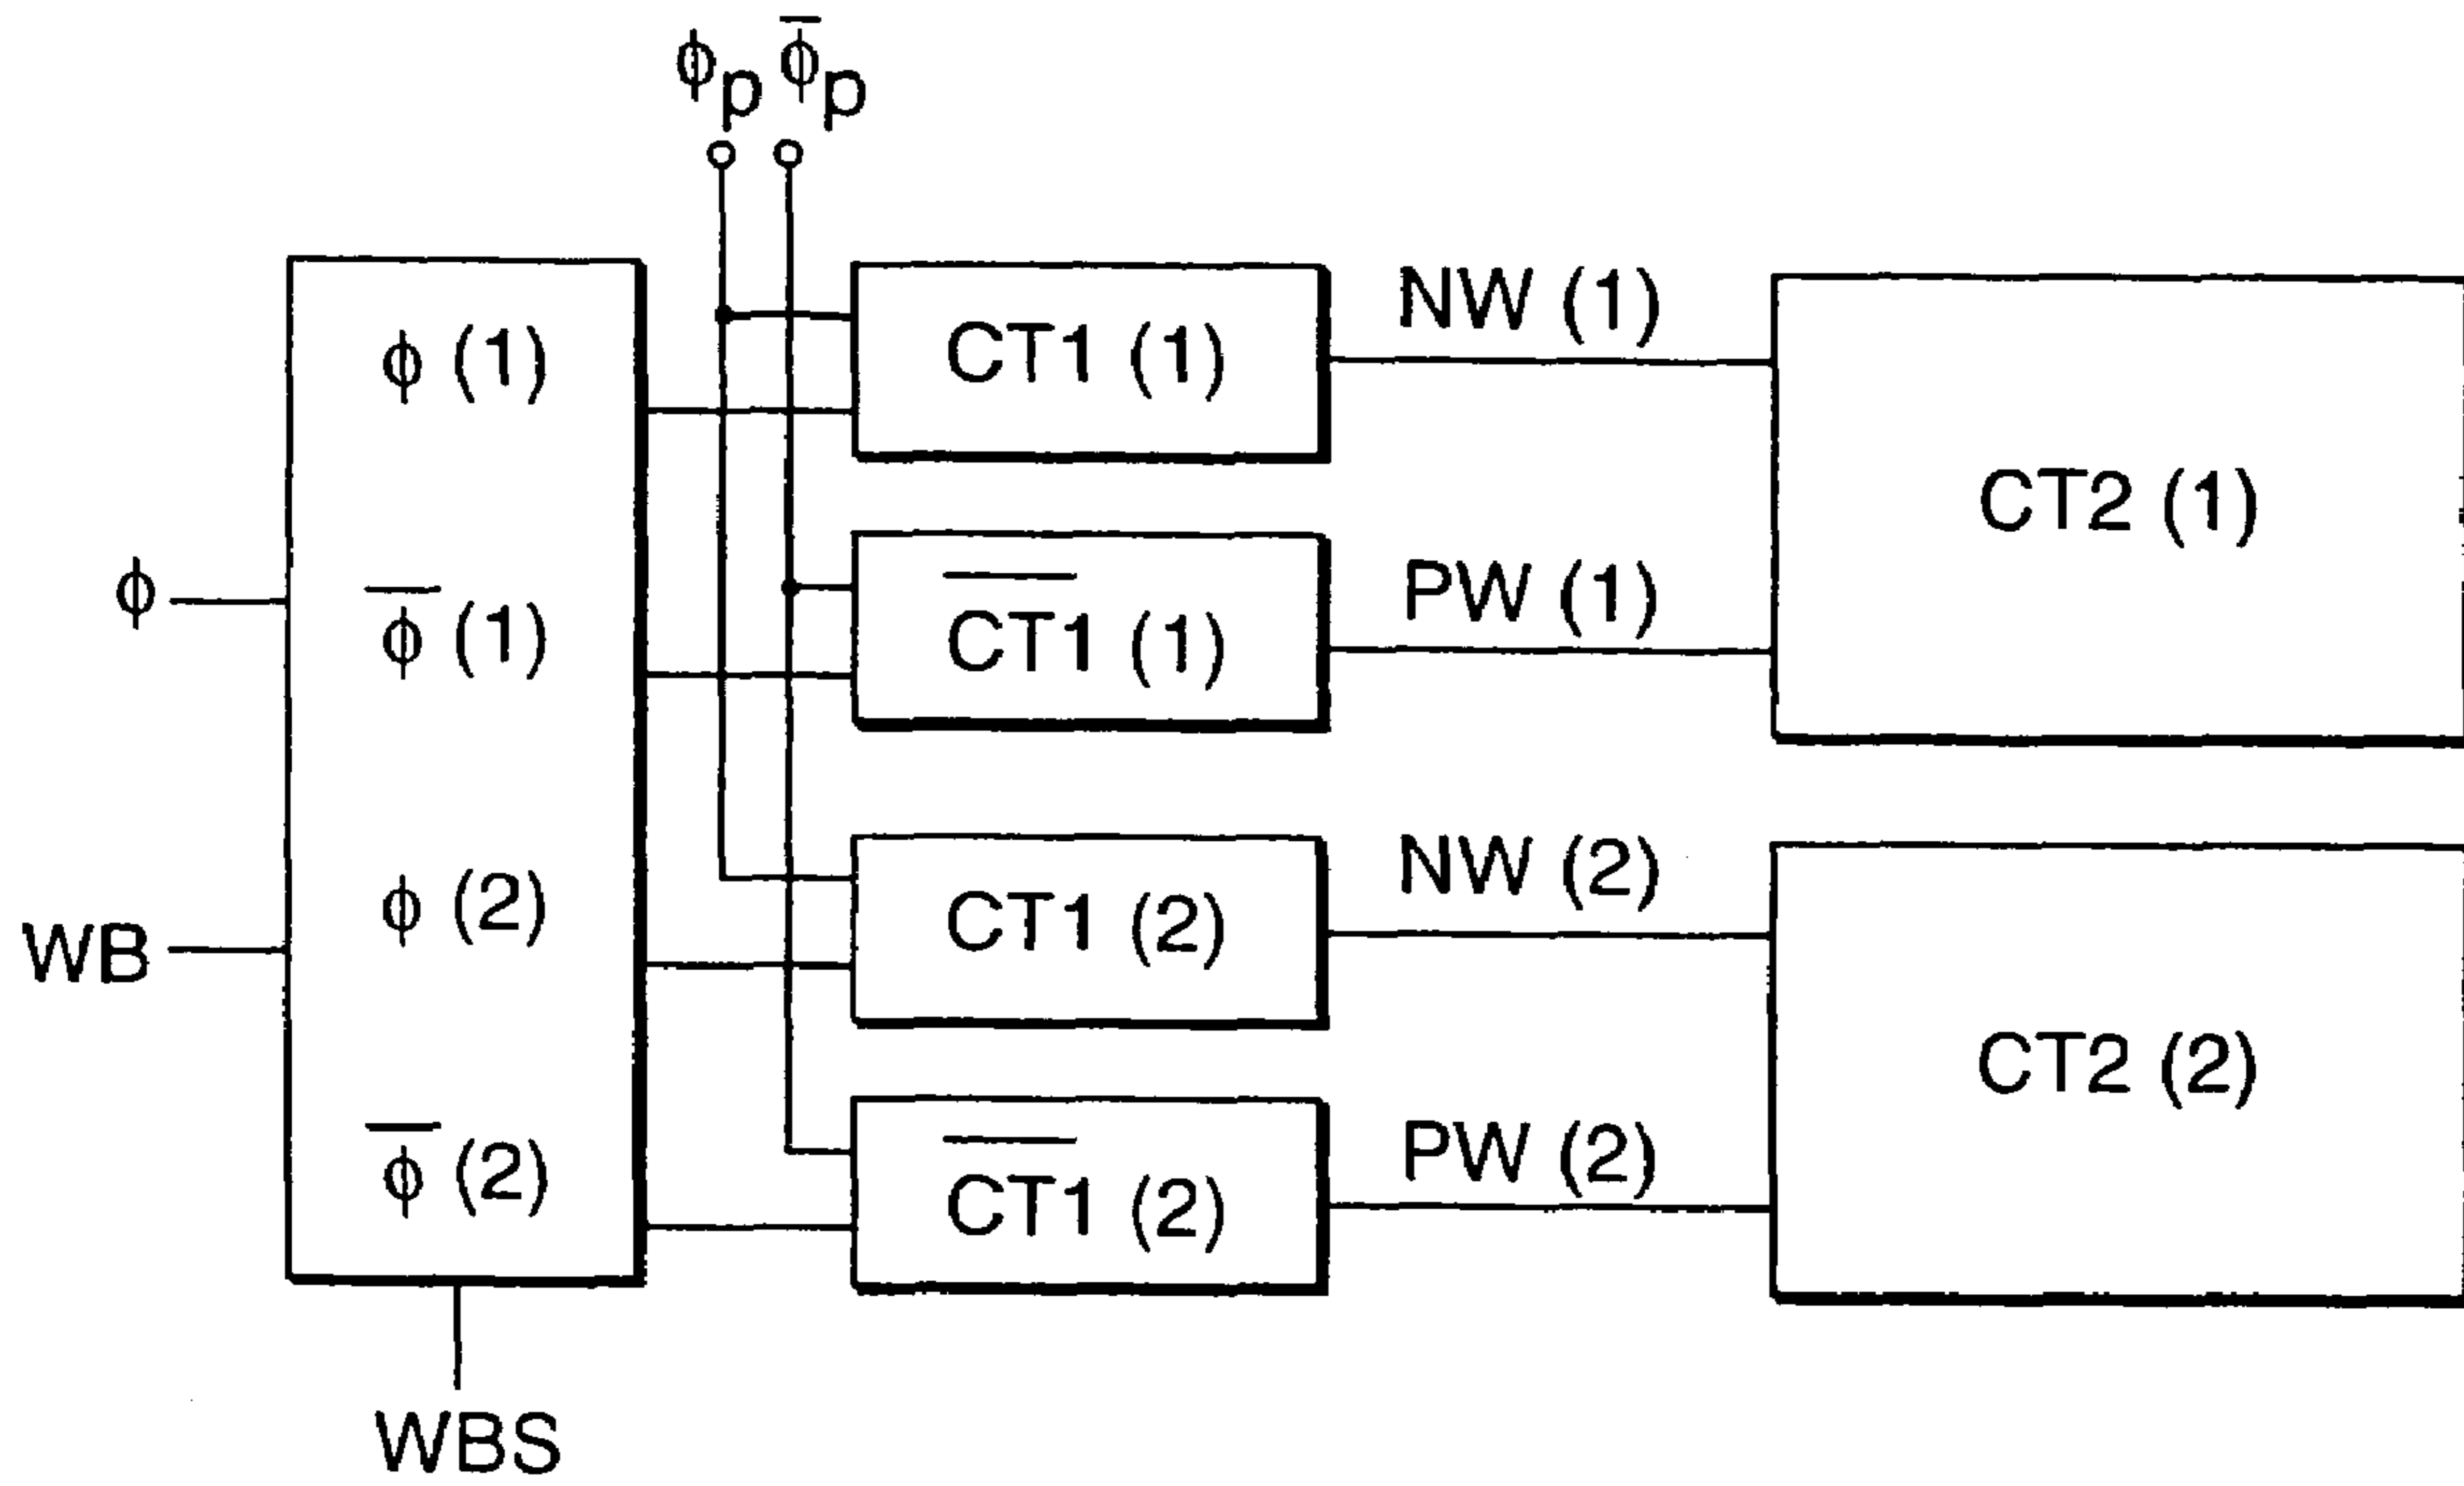 ϕp ϕ̅p
ϕ (1)
CT1 (1)
NW (1)
CT2 (1)
ϕ
ϕ̅ (1)
C̅T̅1̅ (1)
PW (1)
ϕ (2)
CT1 (2)
NW (2)
WB
CT2 (2)
ϕ̅ (2)
C̅T̅1̅ (2)
PW (2)
WBS